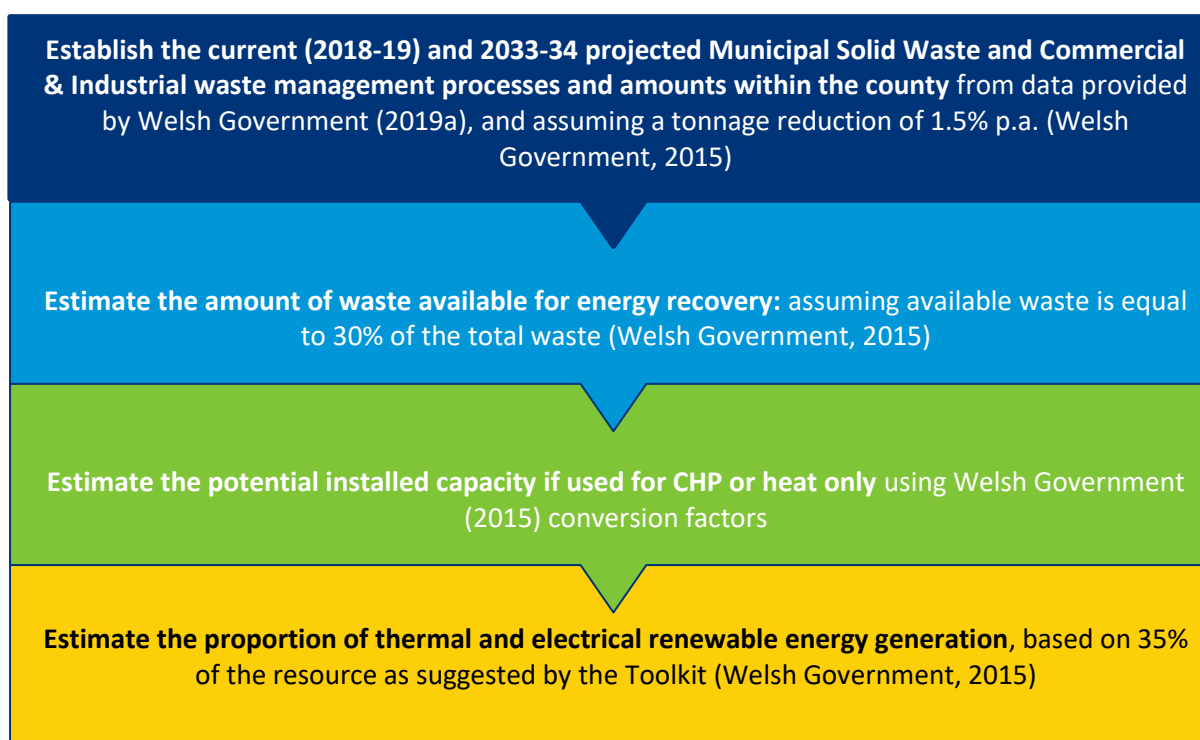 Establish the current (2018-19) and 2033-34 projected Municipal Solid Waste and Commercial
& Industrial waste management processes and amounts within the county from data provided
by Welsh Government (2019a), and assuming a tonnage reduction of 1.5% p.a. (Welsh
Government, 2015)
Estimate the amount of waste available for energy recovery: assuming available waste is equal
to 30% of the total waste (Welsh Government, 2015)
Estimate the potential installed capacity if used for CHP or heat only using Welsh Government
(2015) conversion factors
Estimate the proportion of thermal and electrical renewable energy generation, based on 35%
of the resource as suggested by the Toolkit (Welsh Government, 2015)